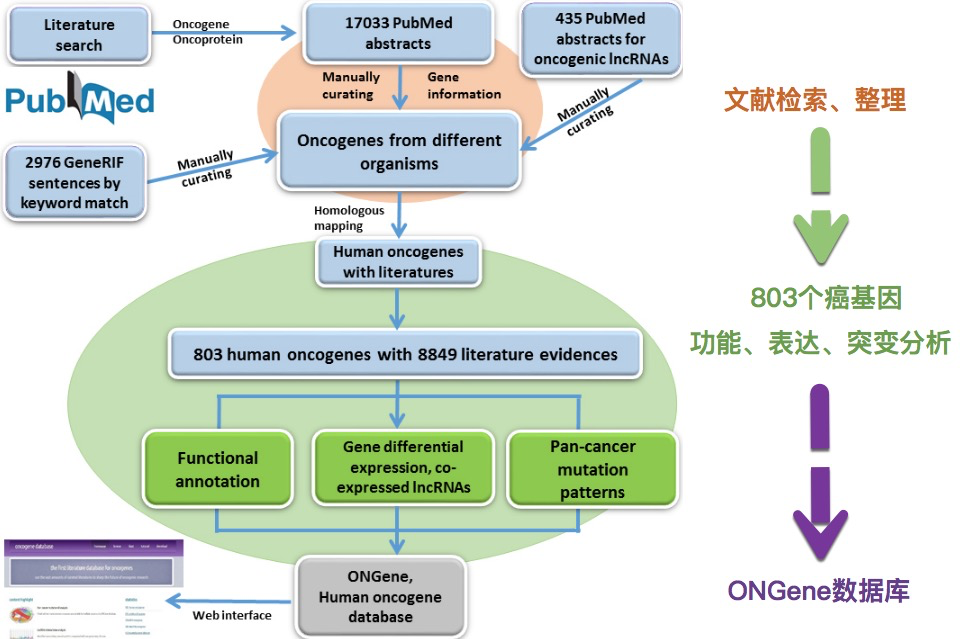 Literature
search
Oncogene
Oncoprotein
17033 PubMed
abstracts
435 PubMed
abstracts for
oncogenic lncRNAs
PubMed
Manually
curating
Gene
information
Manually
curating
2976 GeneRIF
sentences by
keyword match
Manually
curating
Oncogenes from different
organisms
Homologous
mapping
Human oncogenes
with literatures
803 human oncogenes with 8849 literature evidences
Functional
annotation
Gene differential
expression, co-
expressed lncRNAs
Pan-cancer
mutation
patterns
ONGene,
Human oncogene
database
Web interface
oncogene database
the first literature database for oncogenes
文献检索、整理
803个癌基因
功能、表达、突变分析
ONGene数据库